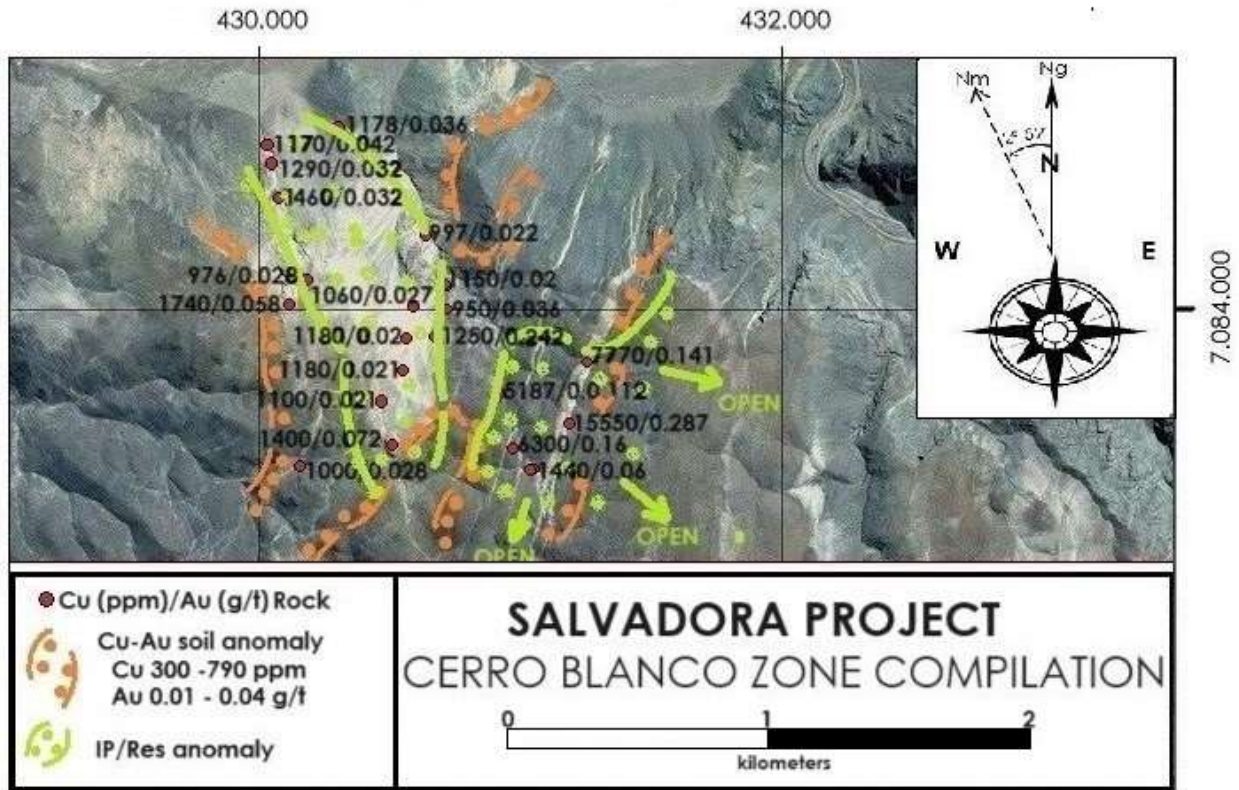 430.000
432.000
Nm
Ng
N
W
E
7.084.000
1178/0.036
1170/0.042
1290/0.032
1460/0.032
997/0.022
976/0.028
1150/0.02
1060/0.027
1740/0.058
950/0.036
1180/0.02
1250/0.242
7770/0.141
1180/0.021
6187/0.112
OPEN
1100/0.021
15550/0.287
1400/0.072
6300/0.16
1000/0.028
1440/0.06
OPEN
OPEN
Cu (ppm)/Au (g/t) Rock
Cu-Au soil anomaly
Cu 300 -790 ppm
Au 0.01 - 0.04 g/t
IP/Res anomaly
SALVADORA PROJECT
CERRO BLANCO ZONE COMPILATION
0 1 2
kilometers